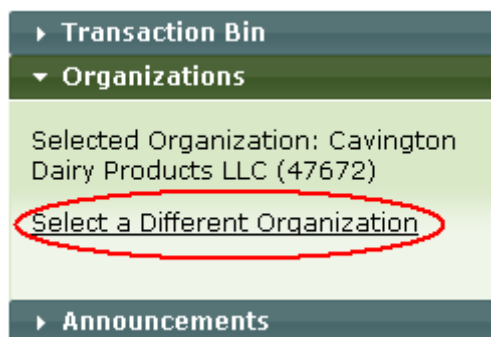 Transaction Bin
Organizations
Selected Organization: Cavington
Dairy Products LLC (47672)
Select a Different Organization
Announcements